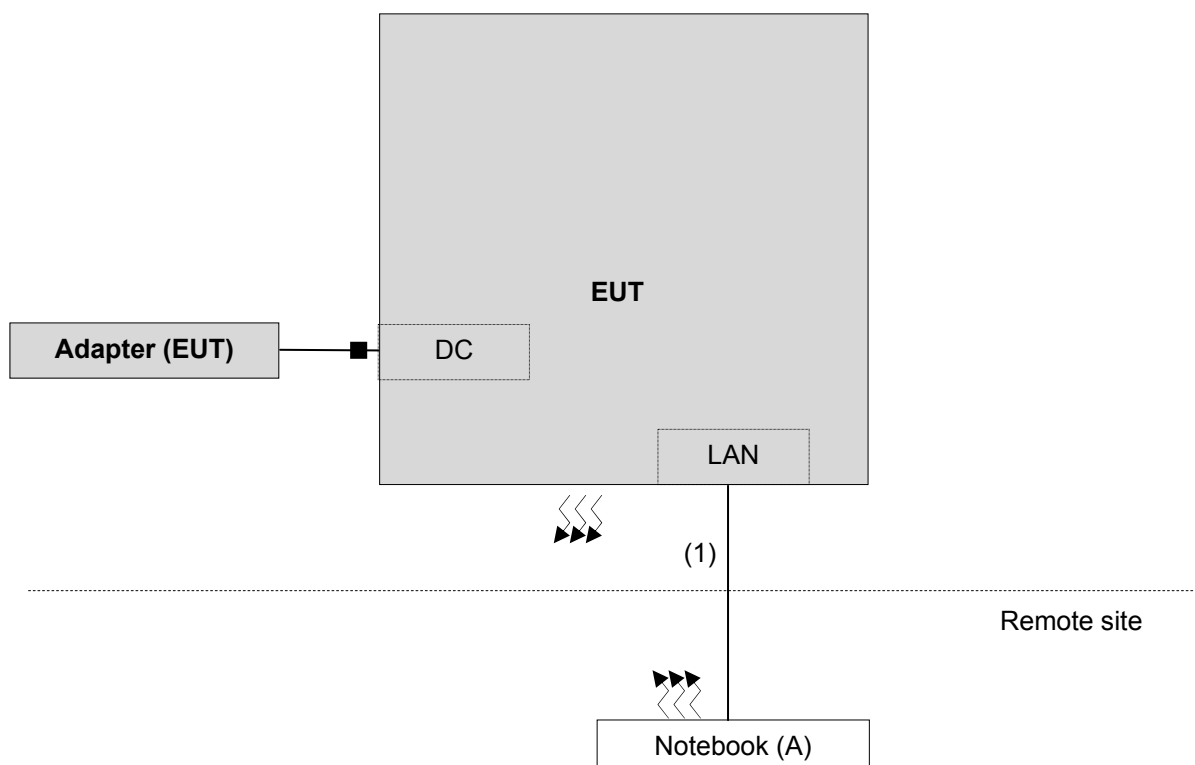 EUT
Adapter (EUT)
DC
LAN
(1)
Remote site
Notebook (A)